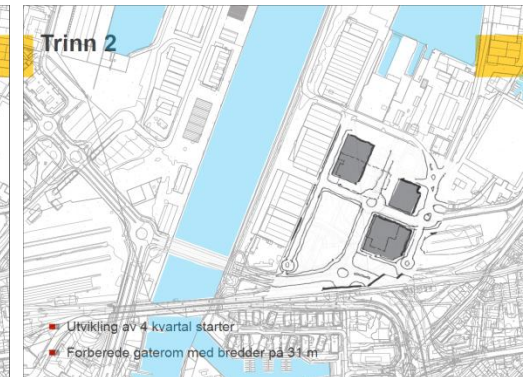 Trinn 2
Utvikling av 4 kvartal starter
Forberede gaterom med bredder på 31 m